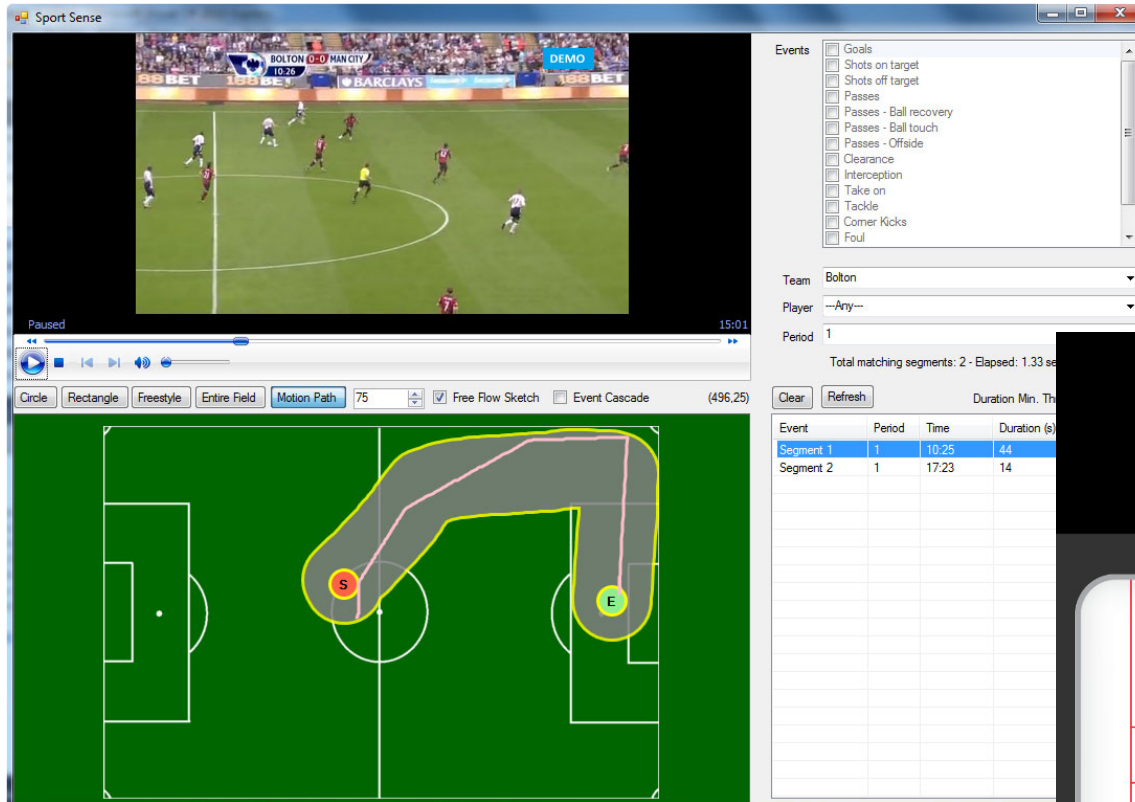 Sport Sense
BOLTON 0-0 MAN CITY
10:26
DEMO
188BET
188BET
BARCLAYS
7
Paused
15:01
Circle
Rectangle
Freestyle
Entire Field
Motion Path
75
Free Flow Sketch
Event Cascade
(496,25)
S
E
Events
Goals
Shots on target
Shots off target
Passes
Passes - Ball recovery
Passes - Ball touch
Passes - Offside
Clearance
Interception
Take on
Tackle
Corner Kicks
Foul
Team Bolton
Player ---Any---
Period 1
Total matching segments: 2 - Elapsed: 1.33 se
Clear
Refresh
Duration Min. Th
Event Period Time Duration (s)
Segment 1 1 10:25 44
Segment 2 1 17:23 14